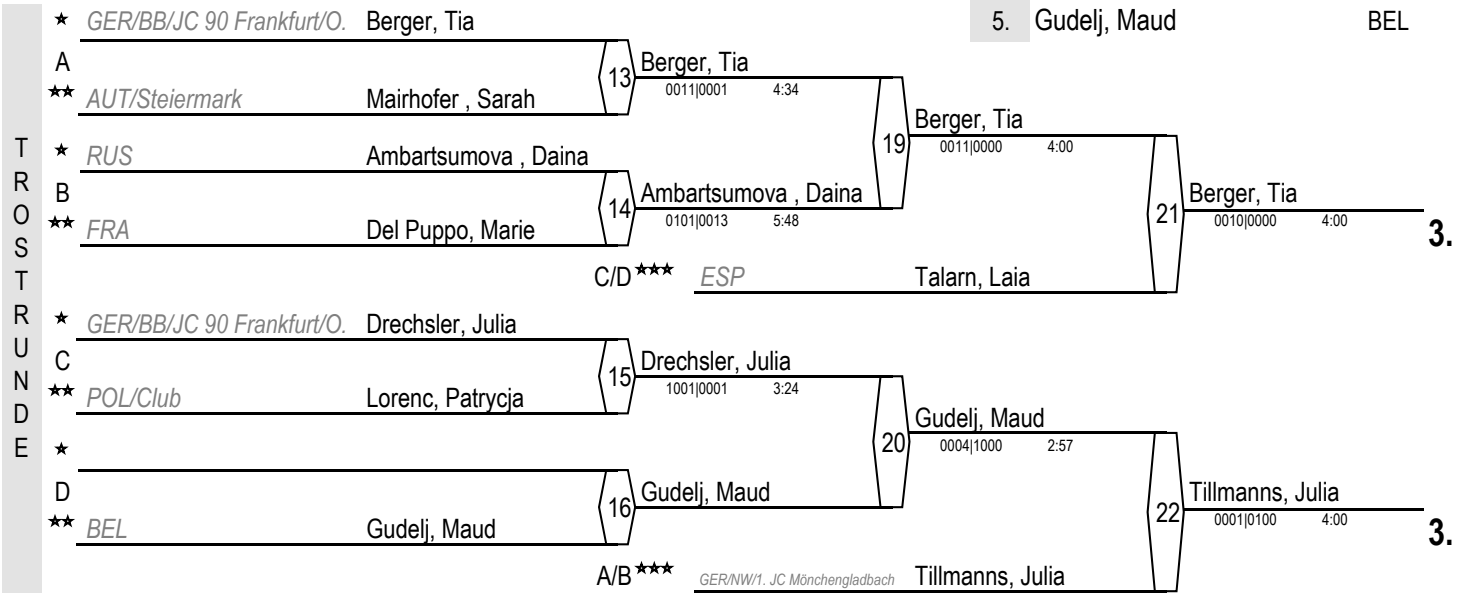 TROSTRUNDE
★ GER/BB/JC 90 Frankfurt/O. Berger, Tia
5. Gudelj, Maud BEL
A
13 Berger, Tia
0011|0001 4:34
★★ AUT/Steiermark Mairhofer , Sarah
19 Berger, Tia
0011|0000 4:00
★ RUS Ambartsumova , Daina
B
14 Ambartsumova , Daina
0101|0013 5:48
21 Berger, Tia
0010|0000 4:00
3.
★★ FRA Del Puppo, Marie
C/D ★★★ ESP Talarn, Laia
★ GER/BB/JC 90 Frankfurt/O. Drechsler, Julia
C
15 Drechsler, Julia
1001|0001 3:24
★★ POL/Club Lorenc, Patrycja
20 Gudelj, Maud
0004|1000 2:57
★
D
16 Gudelj, Maud
22 Tillmanns, Julia
0001|0100 4:00
3.
★★ BEL Gudelj, Maud
A/B ★★★ GER/NW/1. JC Mönchengladbach Tillmanns, Julia